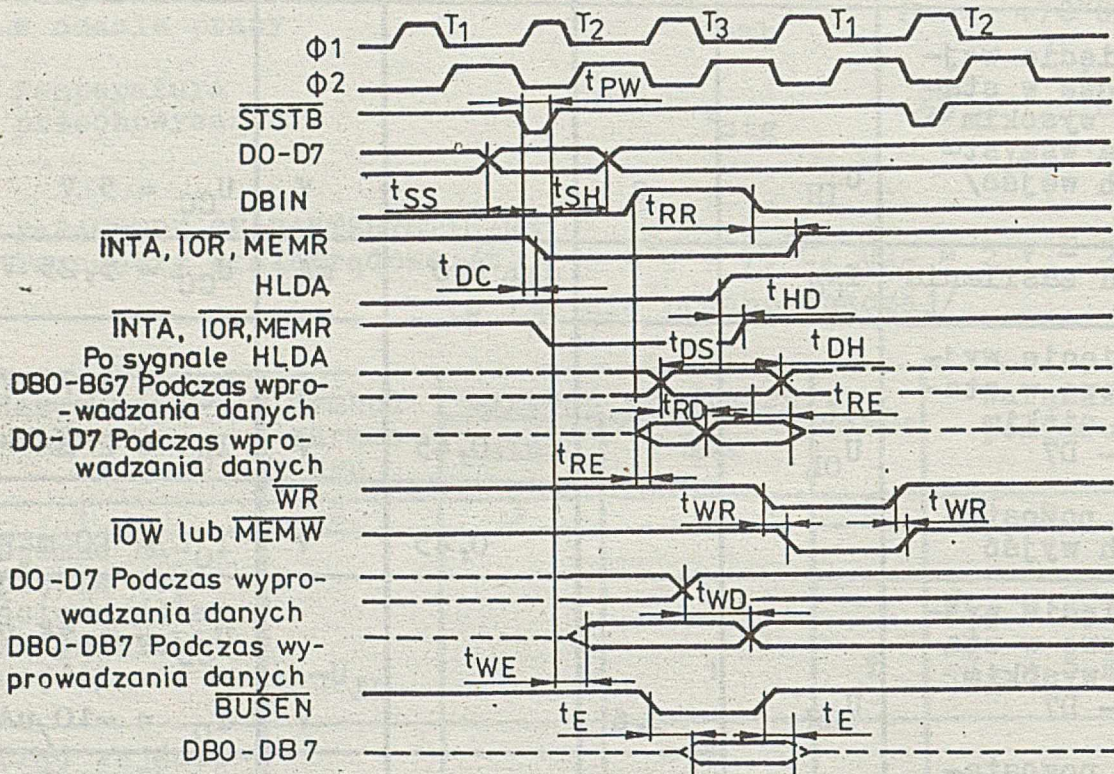 T1 T2 T3 T1 T2
Φ1
Φ2
tPW
STSTB
D0-D7
tSS tSH
DBIN
tRR
INTA, IOR, MEMR
tDC
HLDA
tHD
INTA, IOR, MEMR
Po sygnale HLDA
tDS tDH
DB0-BG7 Podczas wpro-
-wadzania danych
tRD tRE
D0-D7 Podczas wpro-
wadzania danych
tRE
WR
tWR tWR
IOW lub MEMW
D0-D7 Podczas wypro-
wadzania danych
tWD
DB0-DB7 Podczas wy-
prowadzania danych
tWE
BUSEN
tE tE
DB0-DB7